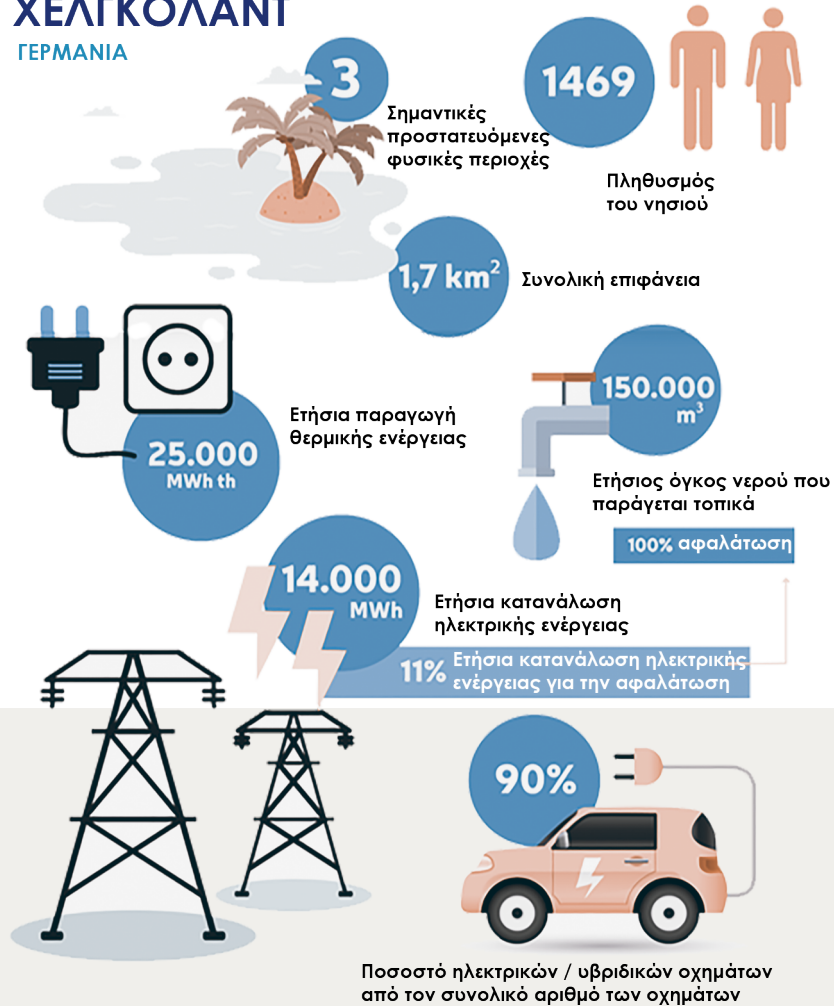 ΧΕΛΓΚΟΛΑΝΤ
ΓΕΡΜΑΝΙΑ
3
Σημαντικές
προστατευόμενες
φυσικές περιοχές
1469
Πληθυσμός
του νησιού
1,7 km²
Συνολική επιφάνεια
25.000
MWh th
Ετήσια παραγωγή
θερμικής ενέργειας
150.000
m³
Ετήσιος όγκος νερού που
παράγεται τοπικά
100% αφαλάτωση
14.000
MWh
Ετήσια κατανάλωση
ηλεκτρικής ενέργειας
11% Ετήσια κατανάλωση ηλεκτρικής
ενέργειας για την αφαλάτωση
90%
Ποσοστό ηλεκτρικών / υβριδικών οχημάτων
από τον συνολικό αριθμό των οχημάτων